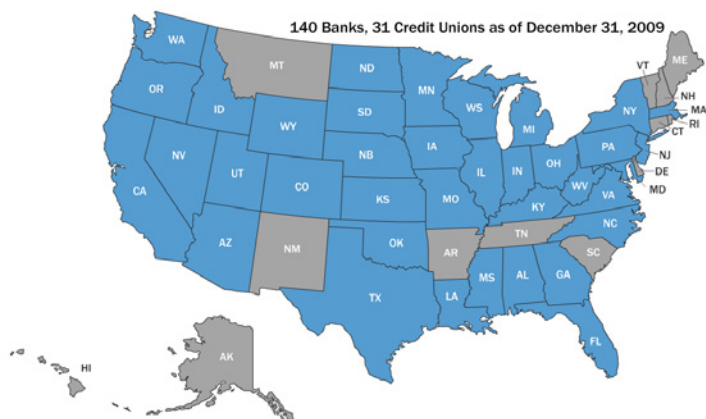 140 Banks, 31 Credit Unions as of December 31, 2009
WA
MT
ND
MN
VT
ME
OR
ID
SD
WS
MI
NY
NH
MA
RI
CT
WY
NB
IA
PA
NJ
NV
UT
CO
IL
IN
OH
DE
MD
CA
KS
MO
WV
VA
KY
NC
AZ
NM
OK
AR
TN
SC
TX
LA
MS
AL
GA
FL
HI
AK